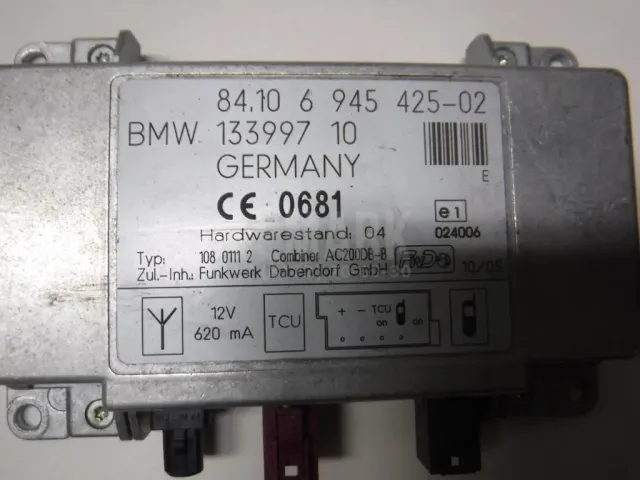 84.10 6 945 425-02
BMW 133997 10
GERMANY
E
CE 0681
e1
Hardwarestand: 04
024006
Typ: 108 0111 2 Combiner AC200DB-B
Zul.-Inh.: Funkwerk Dabendorf GmbH
10/05
12V
620 mA
TCU
+ - TCU
on on